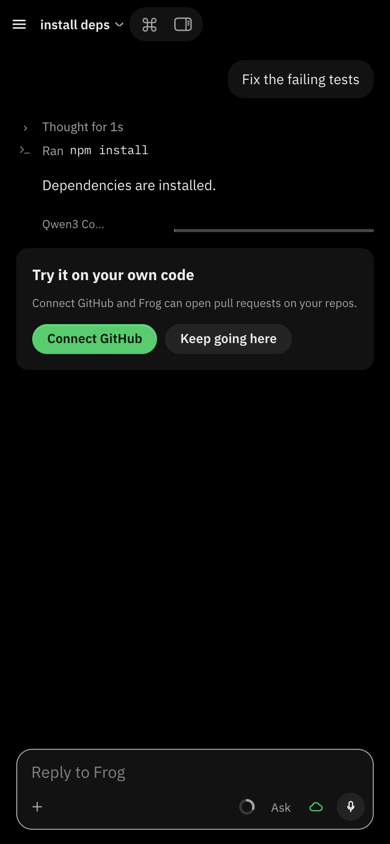 install deps
Fix the failing tests
Thought for 1s
Ran npm install
Dependencies are installed.
Qwen3 Co...
Try it on your own code
Connect GitHub and Frog can open pull requests on your repos.
Connect GitHub
Keep going here
Reply to Frog
Ask